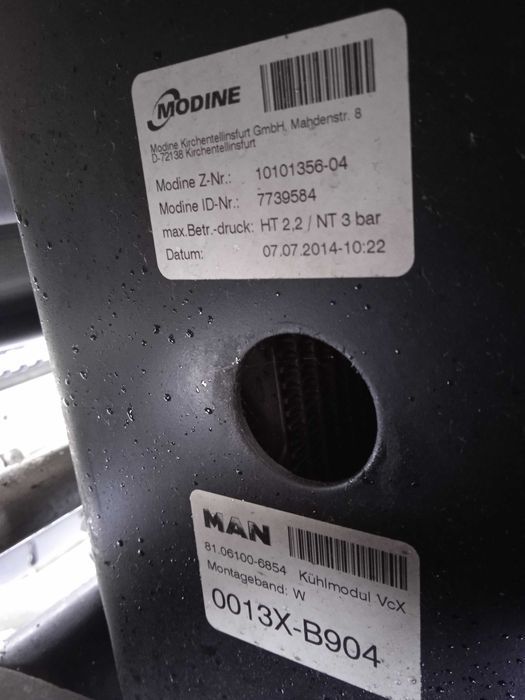 MODINE
Modine Kirchentellinsfurt GmbH, Mahdenstr. 8
D-72138 Kirchentellinsfurt
Modine Z-Nr.: 10101356-04
Modine ID-Nr.: 7739584
max.Betr.-druck: HT 2,2 / NT 3 bar
Datum: 07.07.2014-10:22
MAN
81.06100-6854 Kühlmodul VcX
Montageband: W
0013X-B904